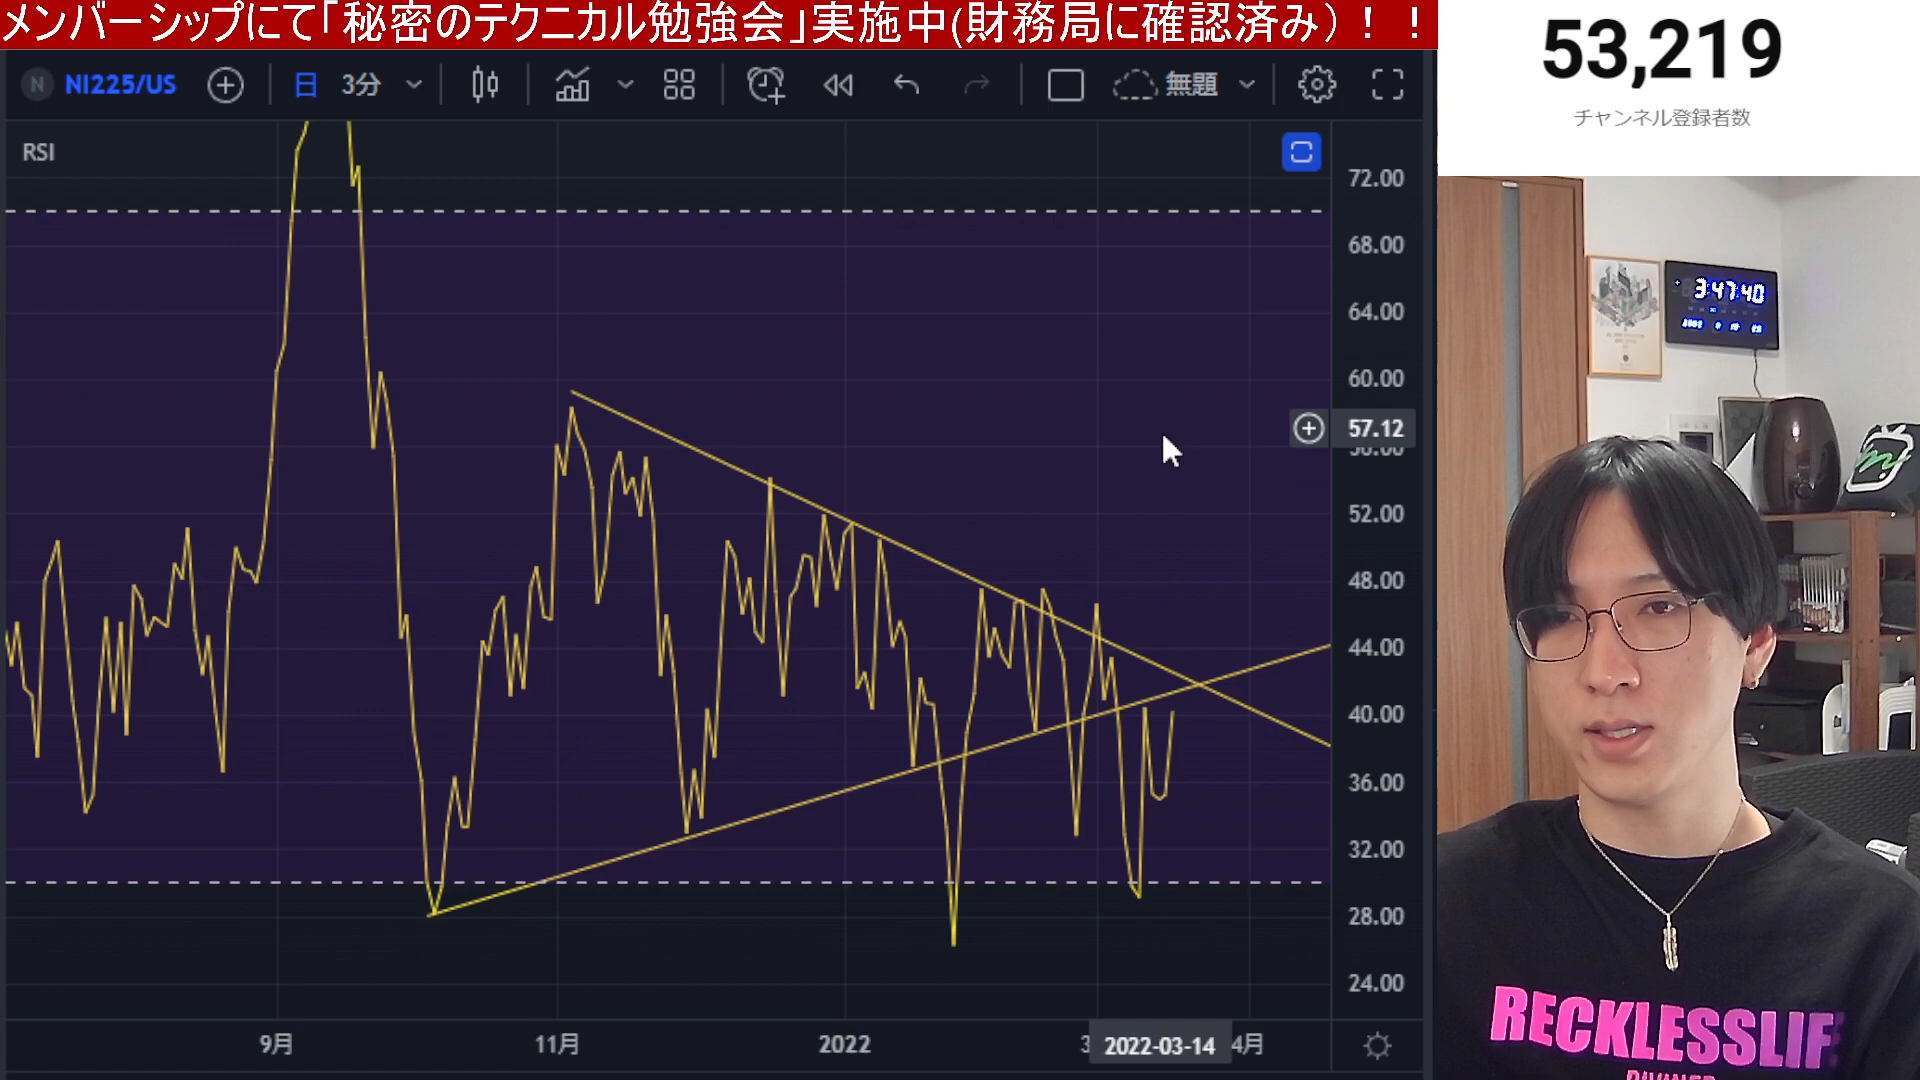 メンバーシップにて「秘密のテクニカル勉強会」実施中(財務局に確認済み)！！
N NI225/US 日 3分 無題
RSI
72.00
68.00
64.00
60.00
57.12
52.00
48.00
44.00
40.00
36.00
32.00
28.00
24.00
9月 11月 2022 3 2022-03-14 4月
53,219
チャンネル登録者数
3:47:40
RECKLESSLIF